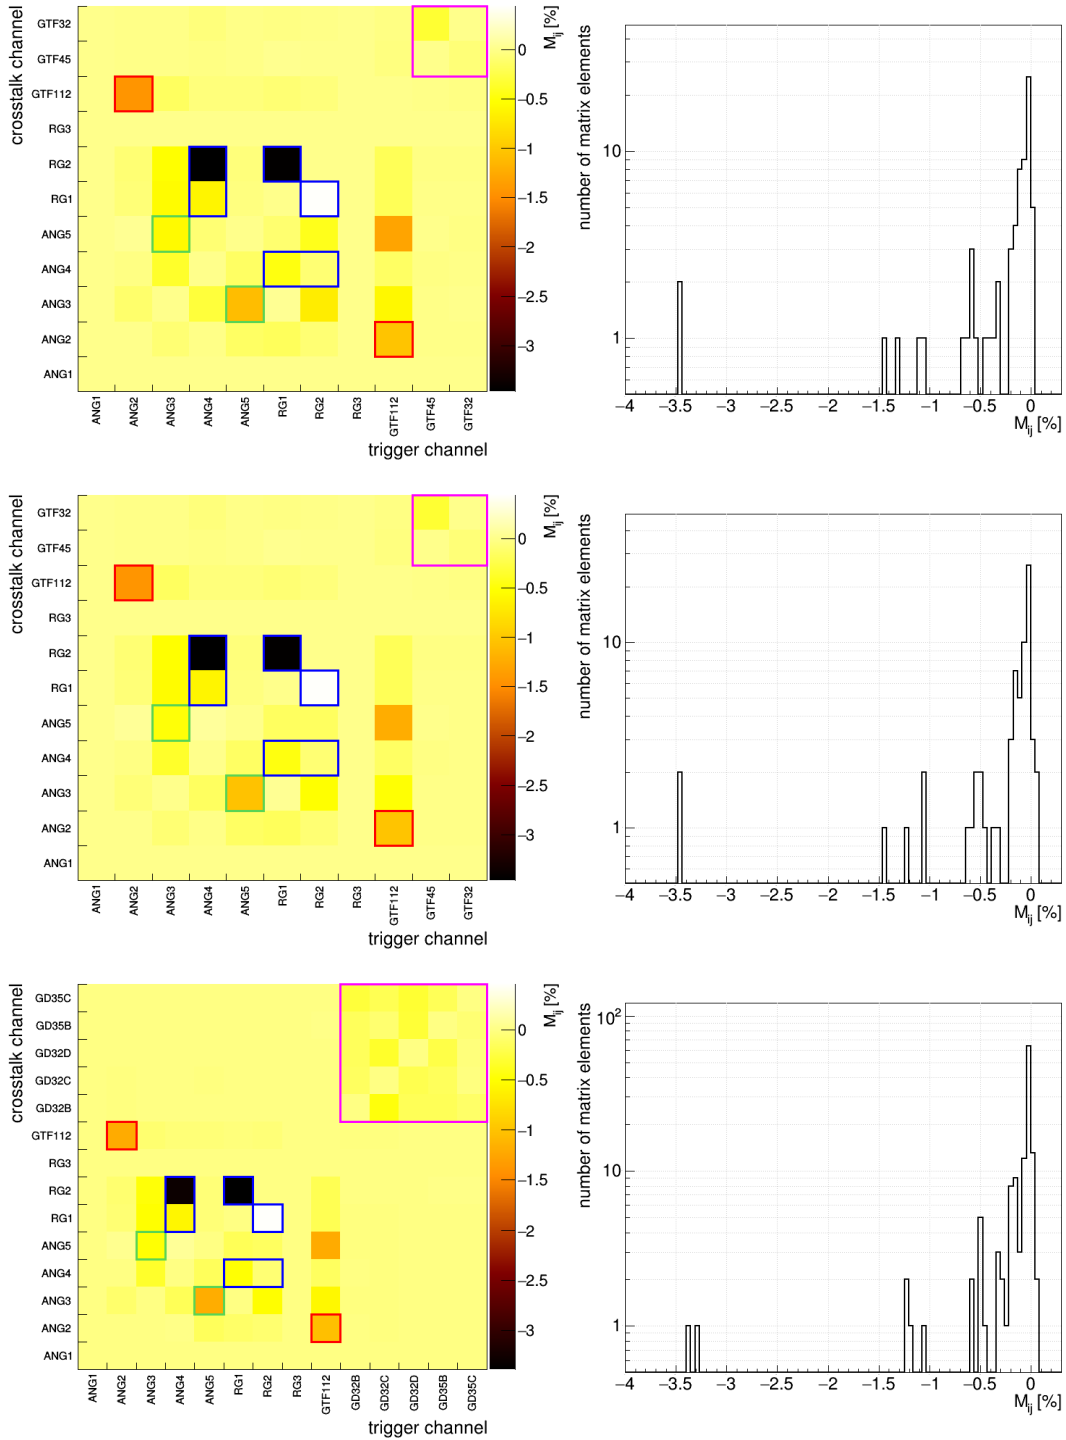 crosstalk channel
GTF32
GTF45
GTF112
RG3
RG2
RG1
ANG5
ANG4
ANG3
ANG2
ANG1
ANG1 ANG2 ANG3 ANG4 ANG5 RG1 RG2 RG3 GTF112 GTF45 GTF32
trigger channel
M_ij [%]
0
−0.5
−1
−1.5
−2
−2.5
−3
number of matrix elements
10
1
−4 −3.5 −3 −2.5 −2 −1.5 −1 −0.5 0
M_ij [%]
crosstalk channel
GTF32
GTF45
GTF112
RG3
RG2
RG1
ANG5
ANG4
ANG3
ANG2
ANG1
ANG1 ANG2 ANG3 ANG4 ANG5 RG1 RG2 RG3 GTF112 GTF45 GTF32
trigger channel
M_ij [%]
0
−0.5
−1
−1.5
−2
−2.5
−3
number of matrix elements
10
1
−4 −3.5 −3 −2.5 −2 −1.5 −1 −0.5 0
M_ij [%]
crosstalk channel
GD35C
GD35B
GD32D
GD32C
GD32B
GTF112
RG3
RG2
RG1
ANG5
ANG4
ANG3
ANG2
ANG1
ANG1 ANG2 ANG3 ANG4 ANG5 RG1 RG2 RG3 GTF112 GD32B GD32C GD32D GD35B GD35C
trigger channel
M_ij [%]
0
−0.5
−1
−1.5
−2
−2.5
−3
number of matrix elements
10²
10
1
−4 −3.5 −3 −2.5 −2 −1.5 −1 −0.5 0
M_ij [%]